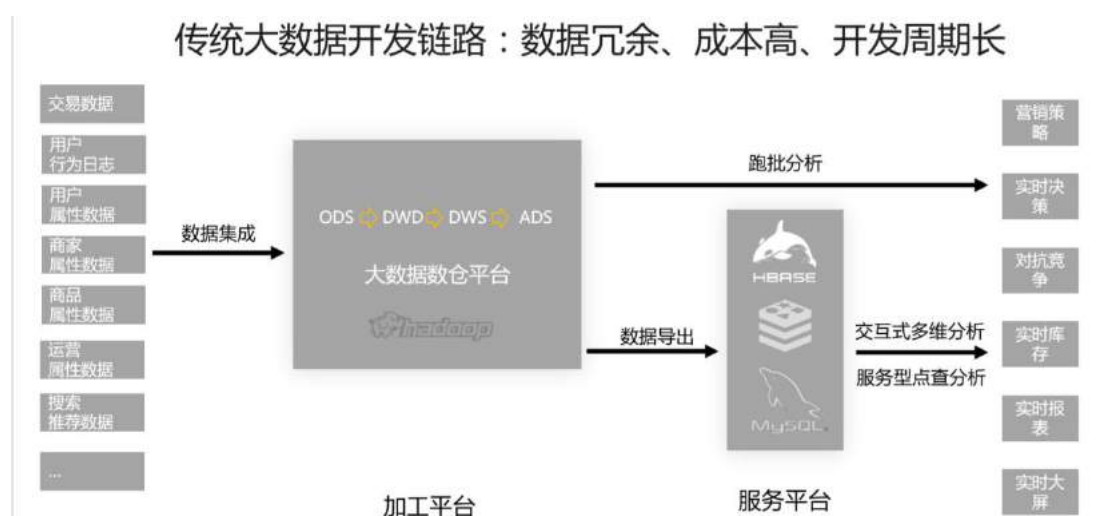 传统大数据开发链路：数据冗余、成本高、开发周期长
交易数据
用户
行为日志
用户
属性数据
商家
属性数据
商品
属性数据
运营
属性数据
搜索
推荐数据
...
数据集成
ODS DWD DWS ADS
大数据数仓平台
hadoop
加工平台
跑批分析
数据导出
HBASE
MySQL
服务平台
交互式多维分析
服务型点查分析
营销策
略
实时决
策
对抗竞
争
实时库
存
实时报
表
实时大
屏